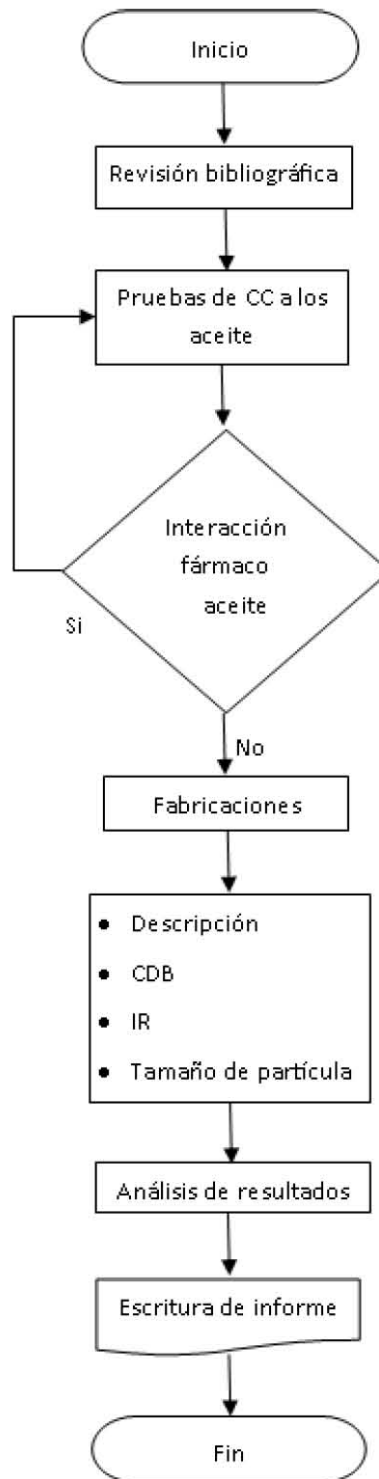 Inicio
Revisión bibliográfica
Pruebas de CC a los
aceite
Interacción
fármaco
aceite
Si
No
Fabricaciones
• Descripción
• CDB
• IR
• Tamaño de partícula
Análisis de resultados
Escritura de informe
Fin